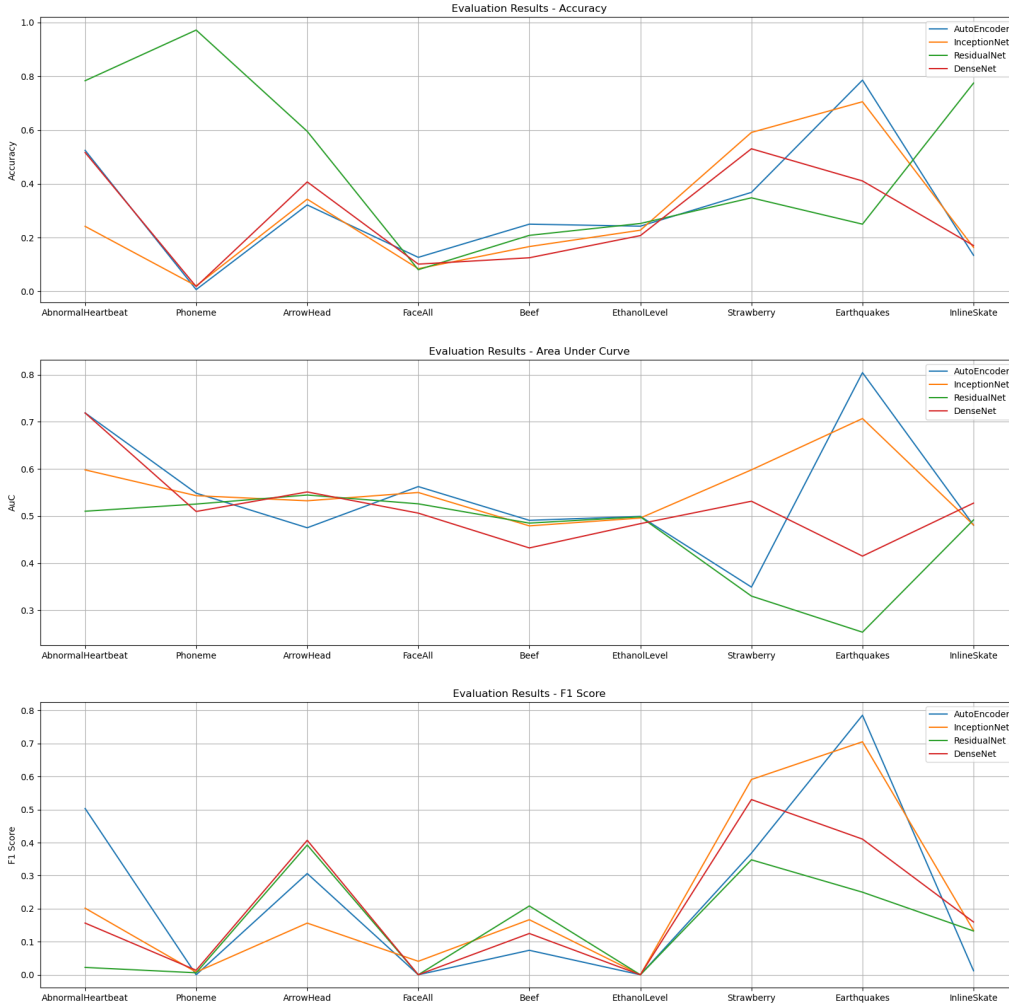 Evaluation Results - Accuracy
1.0
0.8
0.6
0.4
0.2
0.0
Accuracy
AutoEncoder
InceptionNet
ResidualNet
DenseNet
AbnormalHeartbeat Phoneme ArrowHead FaceAll Beef EthanolLevel Strawberry Earthquakes InlineSkate
Evaluation Results - Area Under Curve
0.8
0.7
0.6
0.5
0.4
0.3
AuC
AutoEncoder
InceptionNet
ResidualNet
DenseNet
AbnormalHeartbeat Phoneme ArrowHead FaceAll Beef EthanolLevel Strawberry Earthquakes InlineSkate
Evaluation Results - F1 Score
0.8
0.7
0.6
0.5
0.4
0.3
0.2
0.1
0.0
F1 Score
AutoEncoder
InceptionNet
ResidualNet
DenseNet
AbnormalHeartbeat Phoneme ArrowHead FaceAll Beef EthanolLevel Strawberry Earthquakes InlineSkate